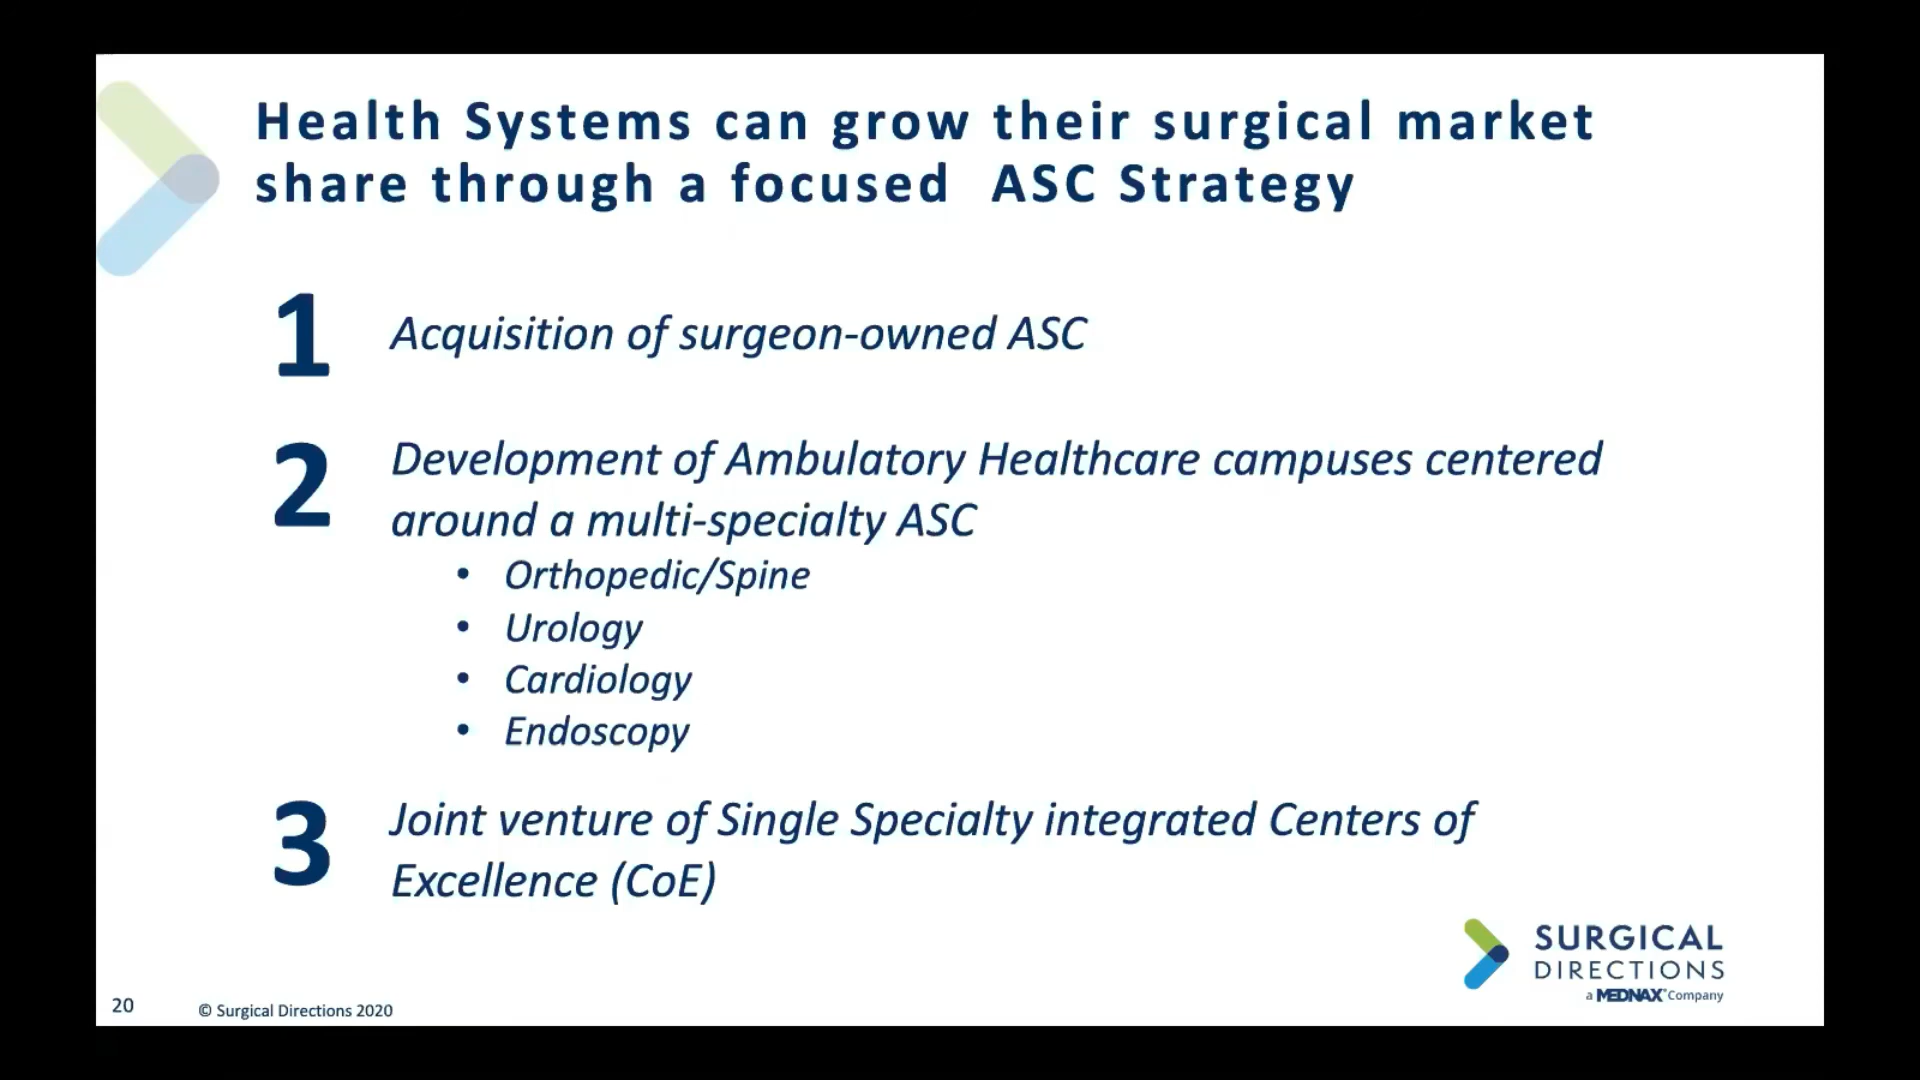 Health Systems can grow their surgical market
share through a focused ASC Strategy
1
Acquisition of surgeon-owned ASC
2
Development of Ambulatory Healthcare campuses centered
around a multi-specialty ASC
• Orthopedic/Spine
• Urology
• Cardiology
• Endoscopy
3
Joint venture of Single Specialty integrated Centers of
Excellence (CoE)
SURGICAL
DIRECTIONS
a MEDNAX® Company
20
© Surgical Directions 2020